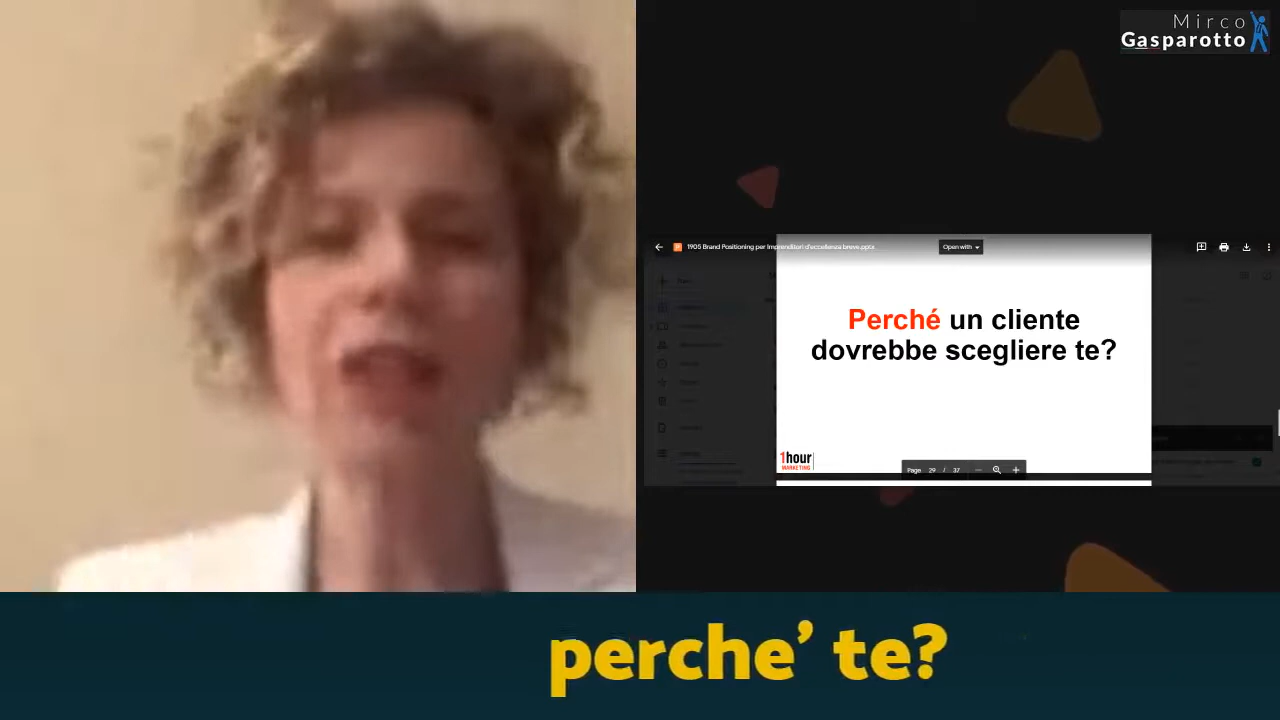 Mirco
Gasparotto
1905 Brand Positioning per Imprenditori d'eccellenza breve.pptx
Open with
Perché un cliente
dovrebbe scegliere te?
1hour
MARKETING
Page 29 / 37
perche’ te?